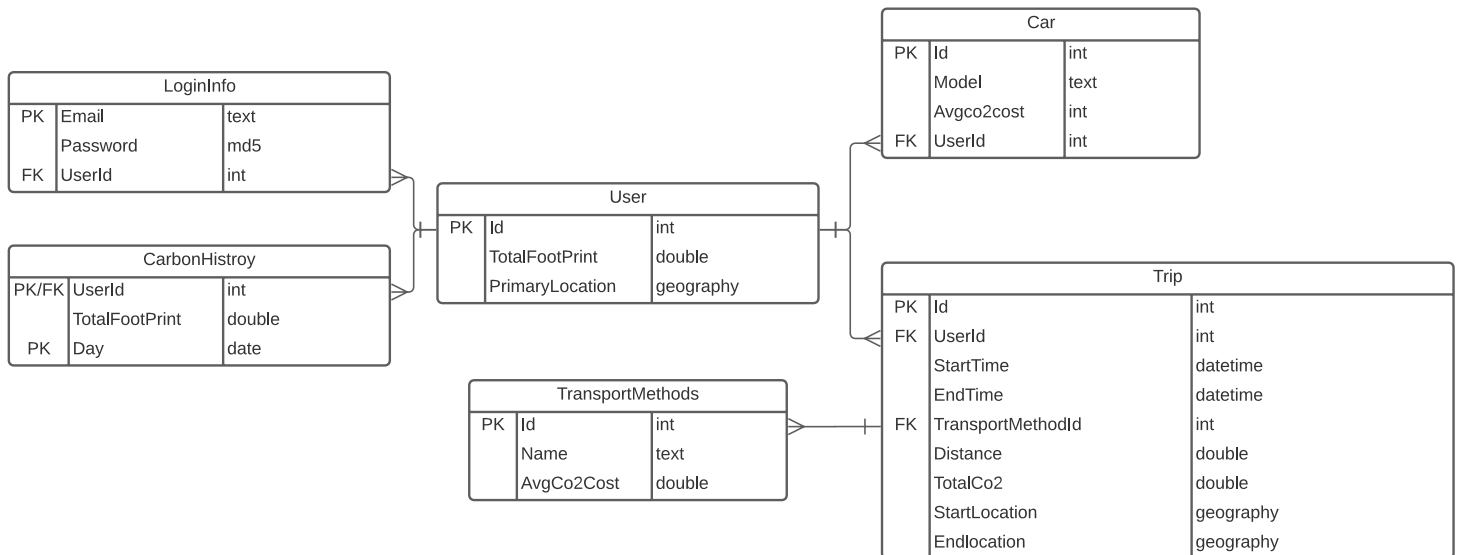 LoginInfo
PK Email text
Password md5
FK UserId int
CarbonHistroy
PK/FK UserId int
TotalFootPrint double
PK Day date
User
PK Id int
TotalFootPrint double
PrimaryLocation geography
Car
PK Id int
Model text
Avgco2cost int
FK UserId int
TransportMethods
PK Id int
Name text
AvgCo2Cost double
Trip
PK Id int
FK UserId int
StartTime datetime
EndTime datetime
FK TransportMethodId int
Distance double
TotalCo2 double
StartLocation geography
Endlocation geography